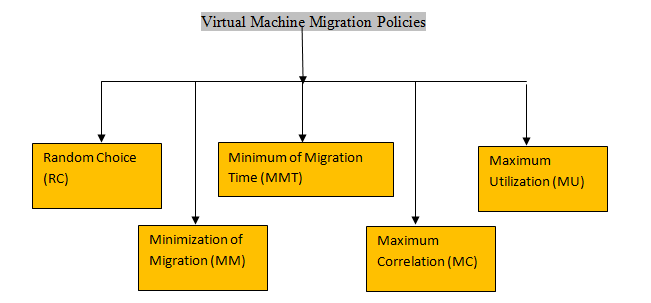 Virtual Machine Migration Policies
Random Choice
(RC)
Minimum of Migration
Time (MMT)
Maximum
Utilization (MU)
Minimization of
Migration (MM)
Maximum
Correlation (MC)